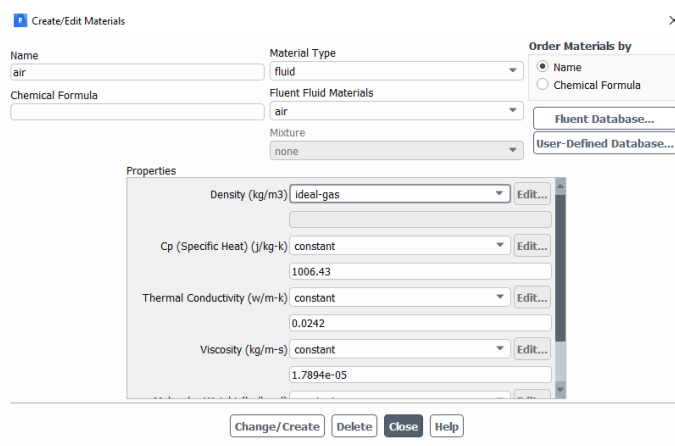 Create/Edit Materials
Name
air
Chemical Formula
Material Type
fluid
Fluent Fluid Materials
air
Mixture
none
Order Materials by
Name
Chemical Formula
Fluent Database...
User-Defined Database...
Properties
Density (kg/m3) ideal-gas Edit...
Cp (Specific Heat) (j/kg-k) constant Edit...
1006.43
Thermal Conductivity (w/m-k) constant Edit...
0.0242
Viscosity (kg/m-s) constant Edit...
1.7894e-05
Change/Create Delete Close Help